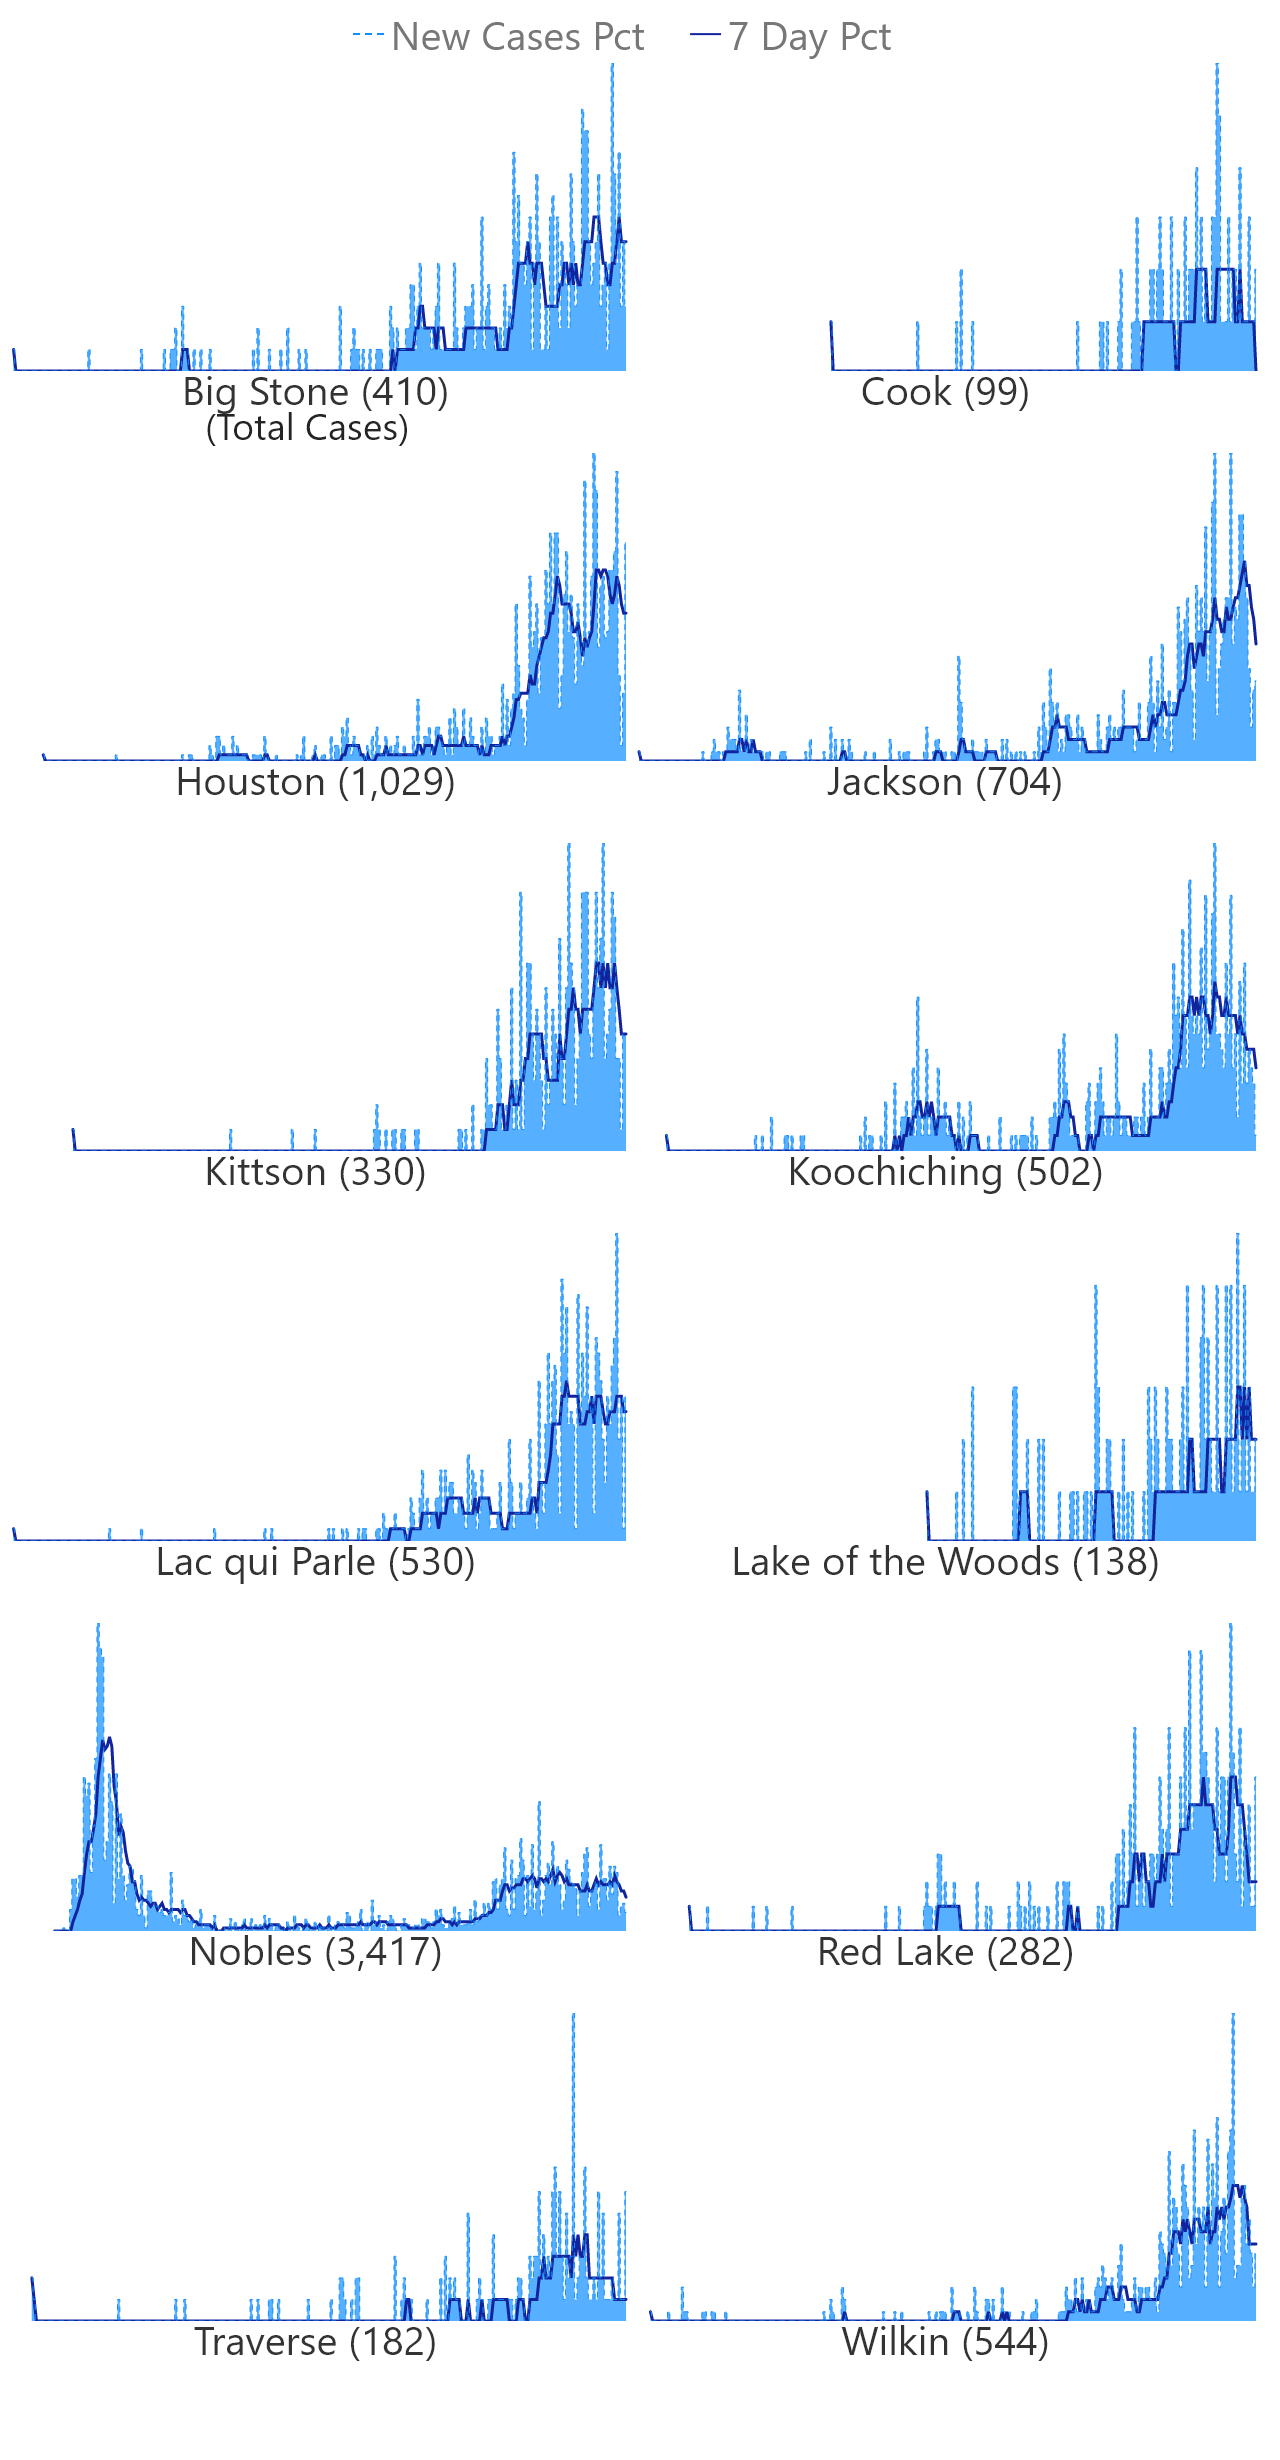 New Cases Pct 7 Day Pct
Big Stone (410) Cook (99)
(Total Cases)
Houston (1,029) Jackson (704)
Kittson (330) Koochiching (502)
Lac qui Parle (530) Lake of the Woods (138)
Nobles (3,417) Red Lake (282)
Traverse (182) Wilkin (544)